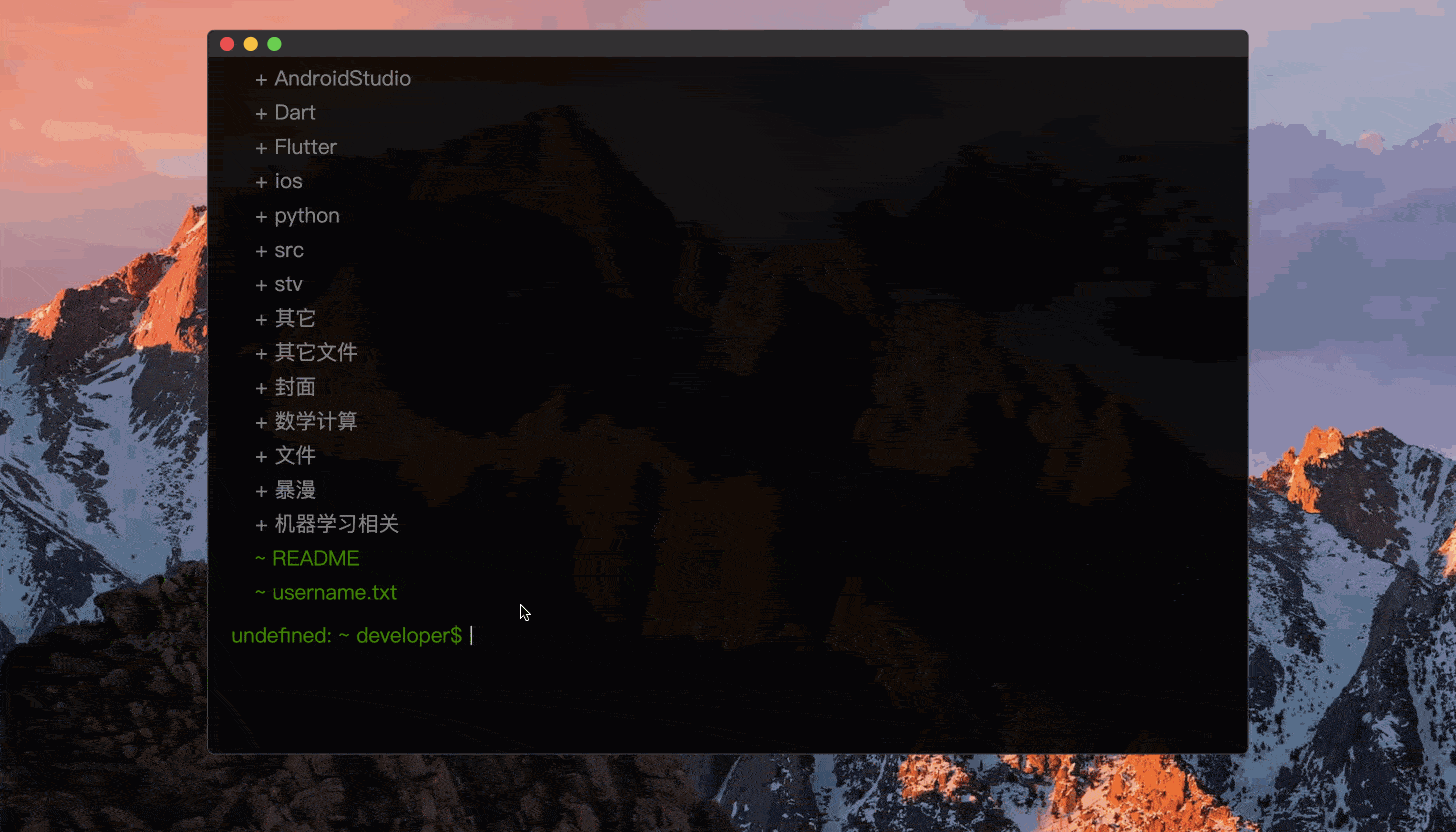 + AndroidStudio
+ Dart
+ Flutter
+ ios
+ python
+ src
+ stv
+ 其它
+ 其它文件
+ 封面
+ 数学计算
+ 文件
+ 暴漫
+ 机器学习相关
~ README
~ username.txt
undefined: ~ developer$